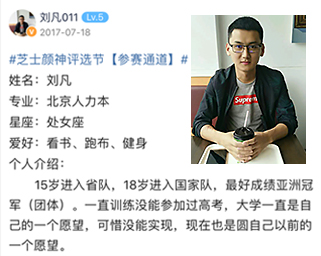 刘凡011 Lv.5
2017-07-18
#芝士颜神评选节【参赛通道】#
姓名：刘凡
专业：北京人力本
星座：处女座
爱好：看书、跑布、健身
个人介绍：
15岁进入省队，18岁进入国家队，最好成绩亚洲冠
军（团体）。一直训练没能参加过高考，大学一直是自
己的一个愿望，可惜没能实现，现在也是圆自己以前的
一个愿望。
Supreme